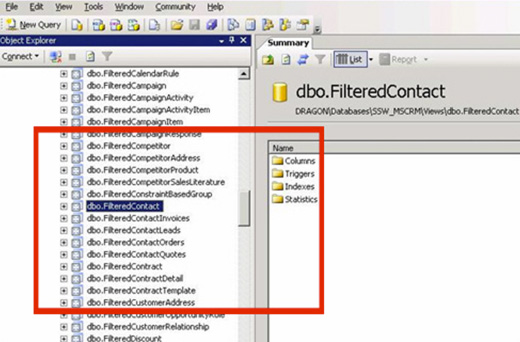 File Edit View Tools Window Community Help
New Query
Object Explorer
Connect
dbo.FilteredCalendarRule
dbo.FilteredCampaign
dbo.FilteredCampaignActivity
dbo.FilteredCampaignActivityItem
dbo.FilteredCampaignItem
dbo.FilteredCampaignResponse
dbo.FilteredCompetitor
dbo.FilteredCompetitorAddress
dbo.FilteredCompetitorProduct
dbo.FilteredCompetitorSalesLiterature
dbo.FilteredConstraintBasedGroup
dbo.FilteredContact
dbo.FilteredContactInvoices
dbo.FilteredContactLeads
dbo.FilteredContactOrders
dbo.FilteredContactQuotes
dbo.FilteredContract
dbo.FilteredContractDetail
dbo.FilteredContractTemplate
dbo.FilteredCustomerAddress
dbo.FilteredCustomerOpportunityRole
dbo.FilteredCustomerRelationship
dbo.FilteredDiscount
Summary
List Report
dbo.FilteredContact
DRAGON\Databases\SSW_MSCRM\Views\dbo.FilteredContact
Name
Columns
Triggers
Indexes
Statistics